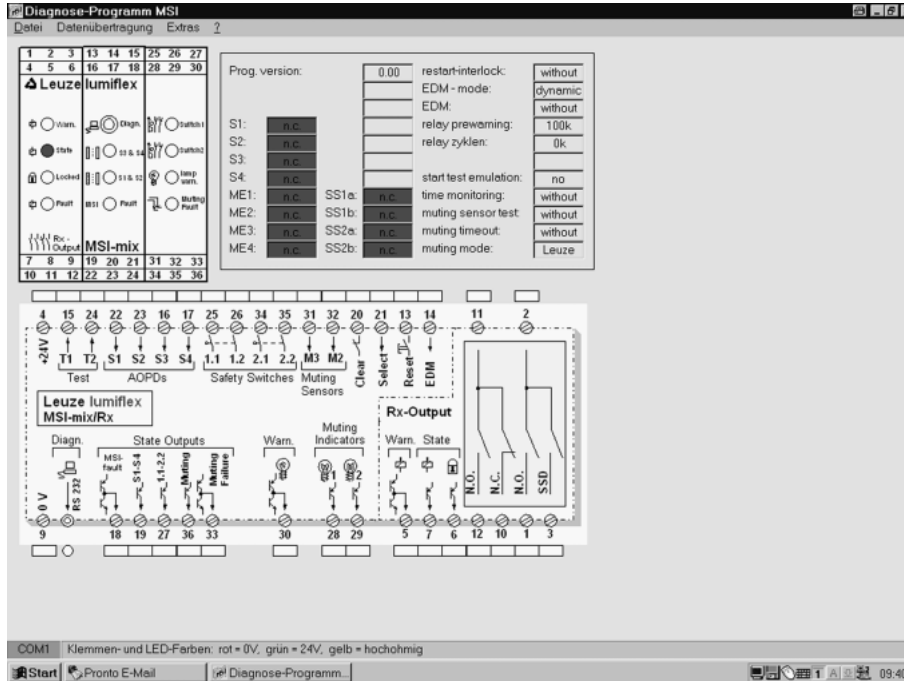 Diagnose-Programm MSI
Datei Datenübertragung Extras ?
1 2 3 13 14 15 25 26 27
4 5 6 16 17 18 28 29 30
Leuze lumiflex
Warn. Diagn. Switch1
State S3 & S4 Switch2
Locked S1 & S2 lamp warn.
Fault MSI Fault Muting Fault
Rx-Output MSI-mix
7 8 9 19 20 21 31 32 33
10 11 12 22 23 24 34 35 36
Prog. version: 0.00 restart-interlock: without
EDM - mode: dynamic
EDM: without
S1: n.c. relay prewarning: 100k
S2: n.c. relay zyklen: 0k
S3: n.c.
S4: n.c. start test emulation: no
ME1: n.c. SS1a: n.c. time monitoring: without
ME2: n.c. SS1b: n.c. muting sensor test: without
ME3: n.c. SS2a: n.c. muting timeout: without
ME4: n.c. SS2b: n.c. muting mode: Leuze
4 15 24 22 23 16 17 25 26 34 35 31 32 20 21 13 14 11 2
+24V T1 T2 S1 S2 S3 S4 1.1 1.2 2.1 2.2 M3 M2 Clear Select Reset EDM
Test AOPDs Safety Switches Muting Sensors
Leuze lumiflex
MSI-mix/Rx
Rx-Output
Diagn. State Outputs Warn. Muting Indicators Warn. State
MSI-fault S1-S4 1.1-2.2 Muting Muting Failure
1 2
0 V RS 232 N.O. N.C. N.O. SSD
9 18 19 27 36 33 30 28 29 5 7 6 12 10 1 3
COM1 Klemmen- und LED-Farben: rot = 0V, grün = 24V, gelb = hochohmig
Start Pronto E-Mail Diagnose-Programm... 1 A 09:40